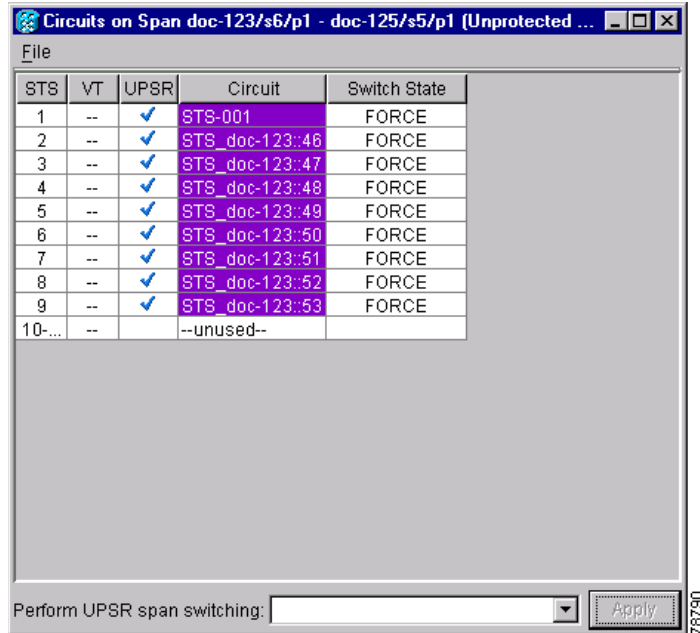 Circuits on Span doc-123/s6/p1 - doc-125/s5/p1 (Unprotected ...
File
STS VT UPSR Circuit Switch State
1 -- STS-001 FORCE
2 -- STS_doc-123::46 FORCE
3 -- STS_doc-123::47 FORCE
4 -- STS_doc-123::48 FORCE
5 -- STS_doc-123::49 FORCE
6 -- STS_doc-123::50 FORCE
7 -- STS_doc-123::51 FORCE
8 -- STS_doc-123::52 FORCE
9 -- STS_doc-123::53 FORCE
10-... -- --unused--
Perform UPSR span switching: Apply
78790